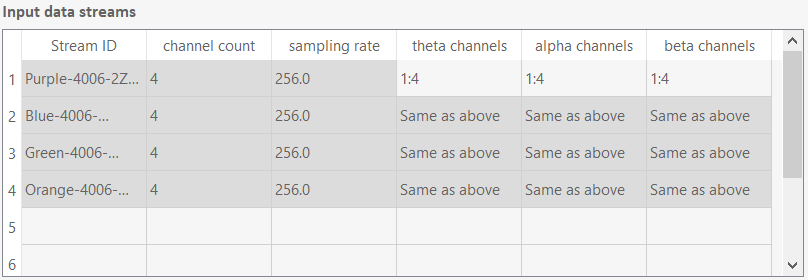 Input data streams
Stream ID channel count sampling rate theta channels alpha channels beta channels
1 Purple-4006-2Z... 4 256.0 1:4 1:4 1:4
2 Blue-4006-... 4 256.0 Same as above Same as above Same as above
3 Green-4006-... 4 256.0 Same as above Same as above Same as above
4 Orange-4006-... 4 256.0 Same as above Same as above Same as above
5
6